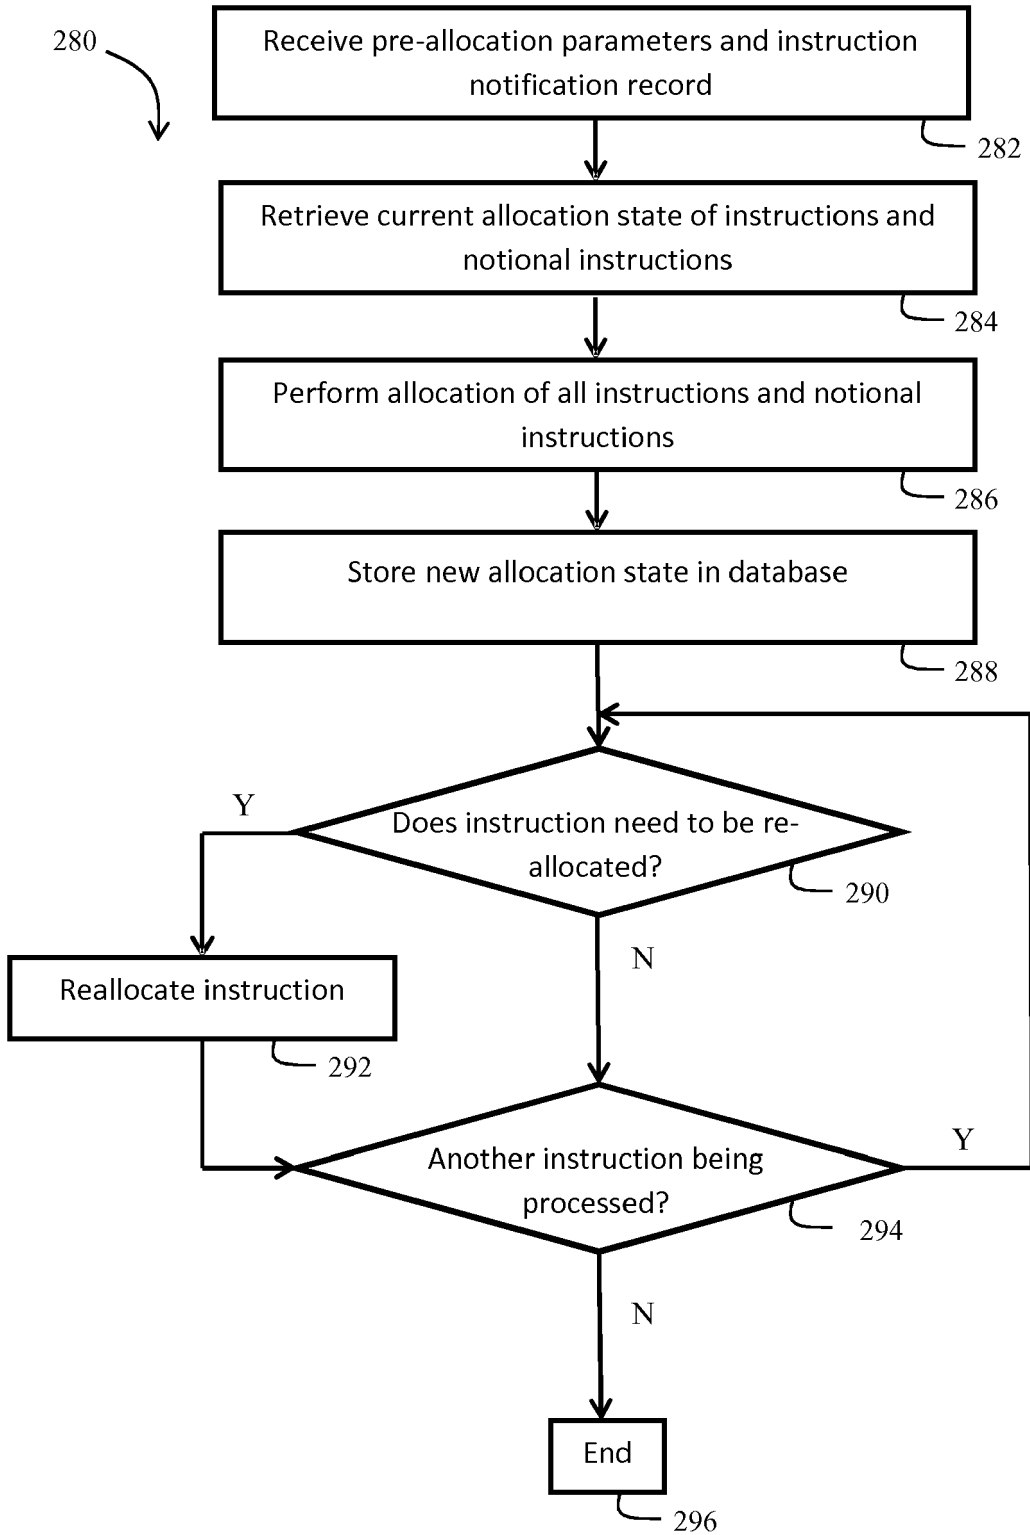 280
Receive pre-allocation parameters and instruction
notification record
282
Retrieve current allocation state of instructions and
notional instructions
284
Perform allocation of all instructions and notional
instructions
286
Store new allocation state in database
288
Y
Does instruction need to be re-
allocated?
290
N
Reallocate instruction
292
Another instruction being
processed?
Y
294
N
End
296